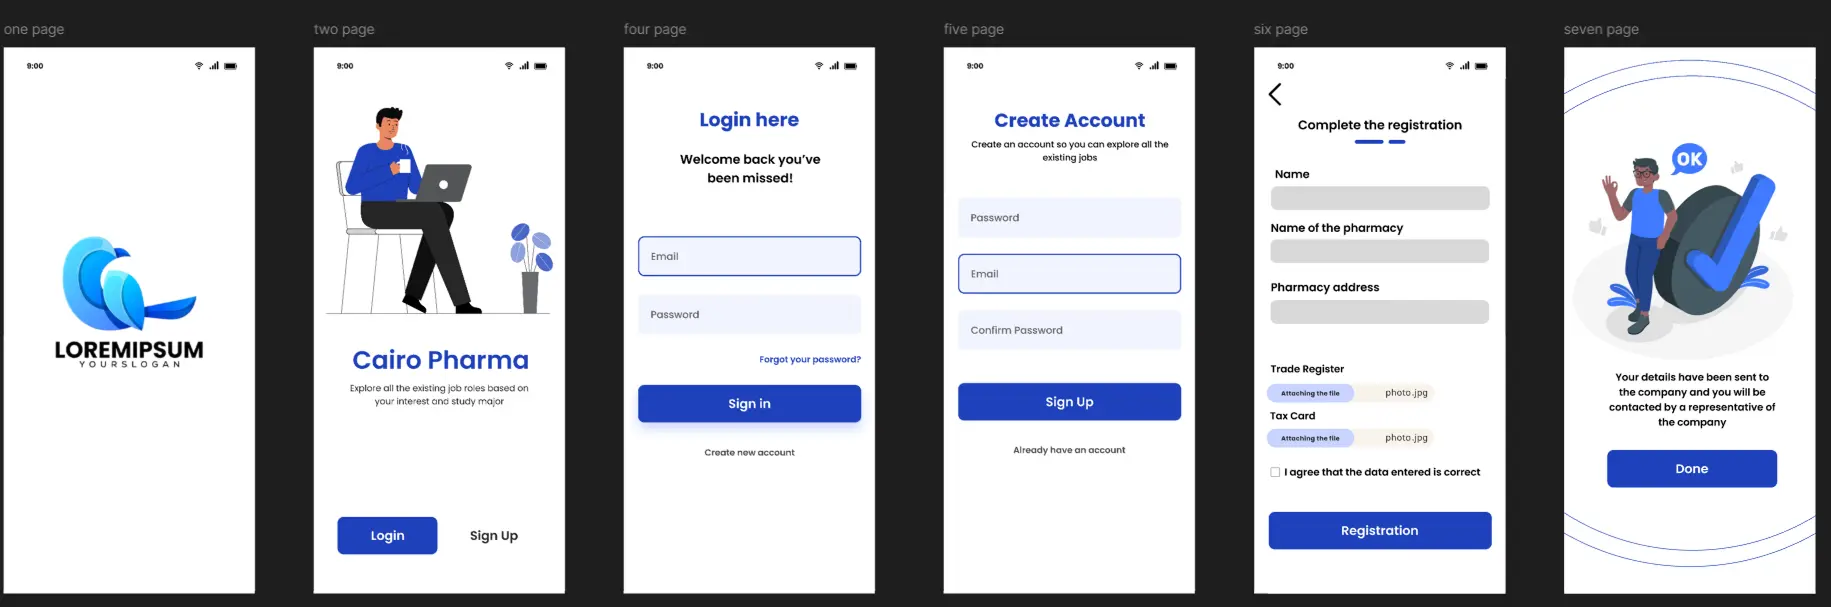 one page
9:00
LOREMIPSUM
YOURSLOGAN
two page
9:00
Cairo Pharma
Explore all the existing job roles based on
your interest and study major
Login
Sign Up
four page
9:00
Login here
Welcome back you've
been missed!
Email
Password
Forgot your password?
Sign in
Create new account
five page
9:00
Create Account
Create an account so you can explore all the
existing jobs
Password
Email
Confirm Password
Sign Up
Already have an account
six page
9:00
Complete the registration
Name
Name of the pharmacy
Pharmacy address
Trade Register
Attaching the file
photo.jpg
Tax Card
Attaching the file
photo.jpg
I agree that the data entered is correct
Registration
seven page
OK
Your details have been sent to
the company and you will be
contacted by a representative of
the company
Done